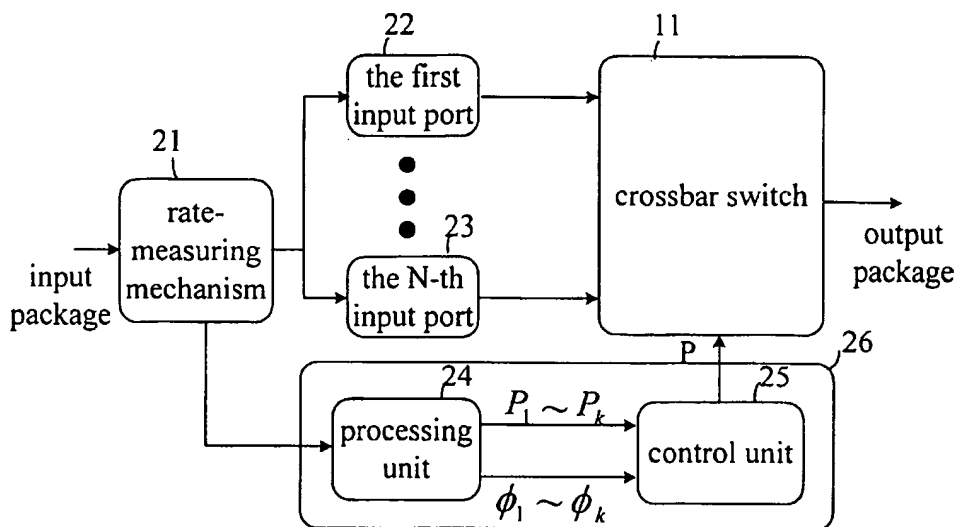 22
the first
input port
11
crossbar switch
21
rate-
measuring
mechanism
input
package
23
the N-th
input port
output
package
P
26
24
processing
unit
P₁ ~ Pₖ
ϕ₁ ~ ϕₖ
25
control unit